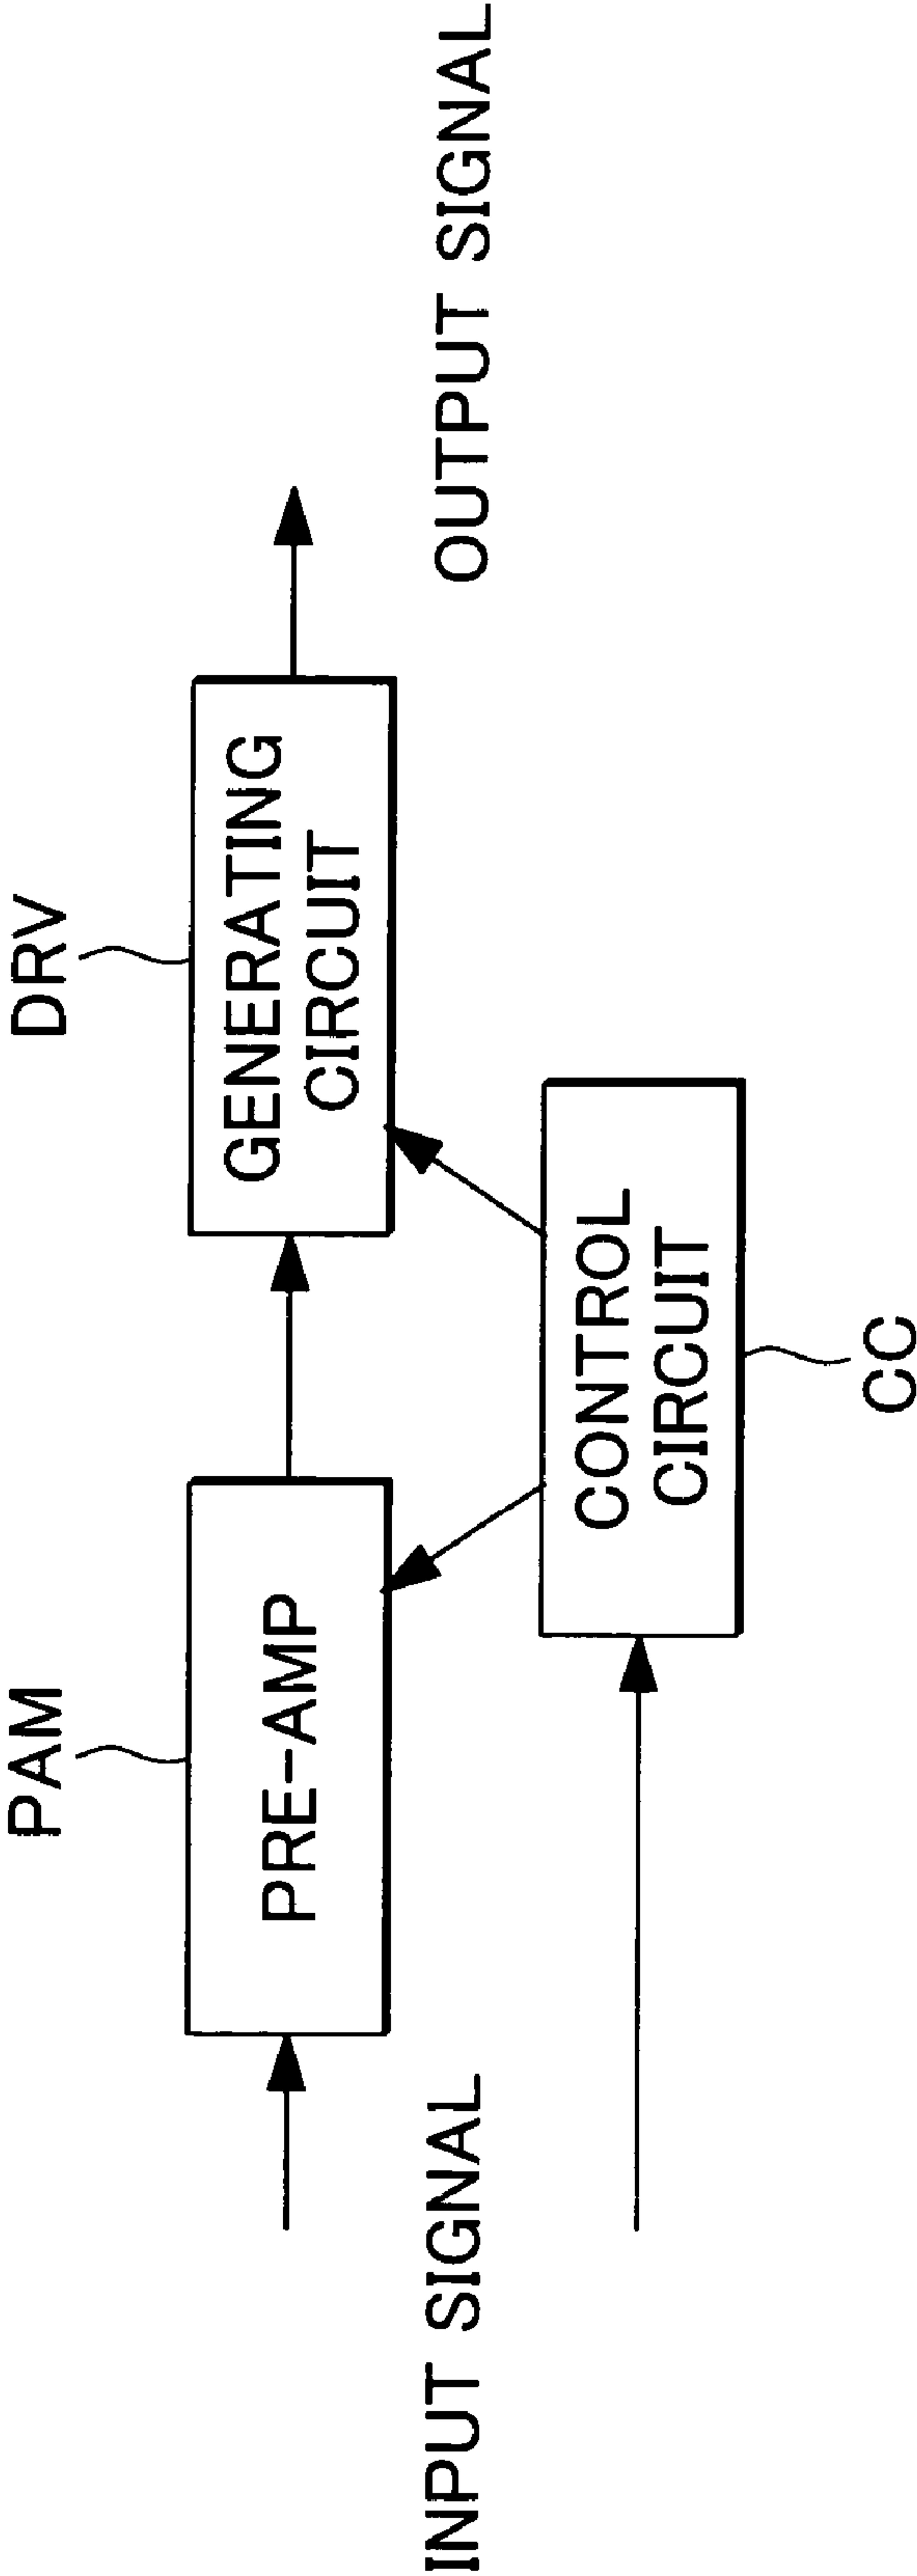 PAM
DRV
PRE-AMP
GENERATING
CIRCUIT
INPUT SIGNAL
OUTPUT SIGNAL
CONTROL
CIRCUIT
CC